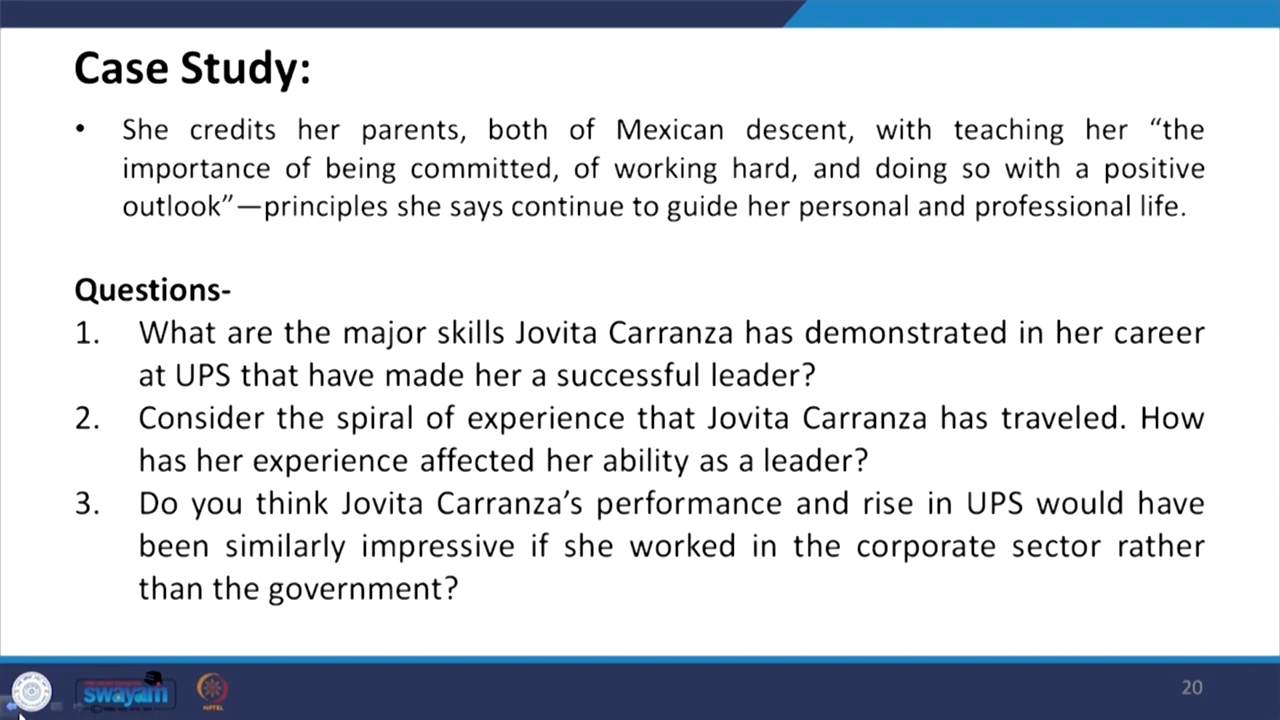 Case Study:
• She credits her parents, both of Mexican descent, with teaching her “the
importance of being committed, of working hard, and doing so with a positive
outlook”—principles she says continue to guide her personal and professional life.
Questions-
1. What are the major skills Jovita Carranza has demonstrated in her career
at UPS that have made her a successful leader?
2. Consider the spiral of experience that Jovita Carranza has traveled. How
has her experience affected her ability as a leader?
3. Do you think Jovita Carranza’s performance and rise in UPS would have
been similarly impressive if she worked in the corporate sector rather
than the government?
swayam
NPTEL
20